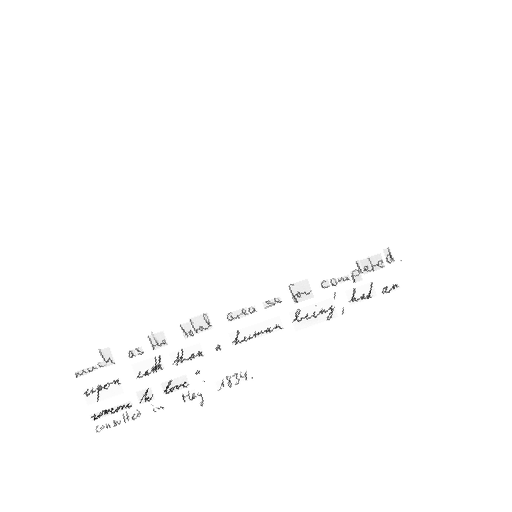 much as the total area so far completed.
upon earth than a human being, I had an
someone to love.
consulted in May 1834.